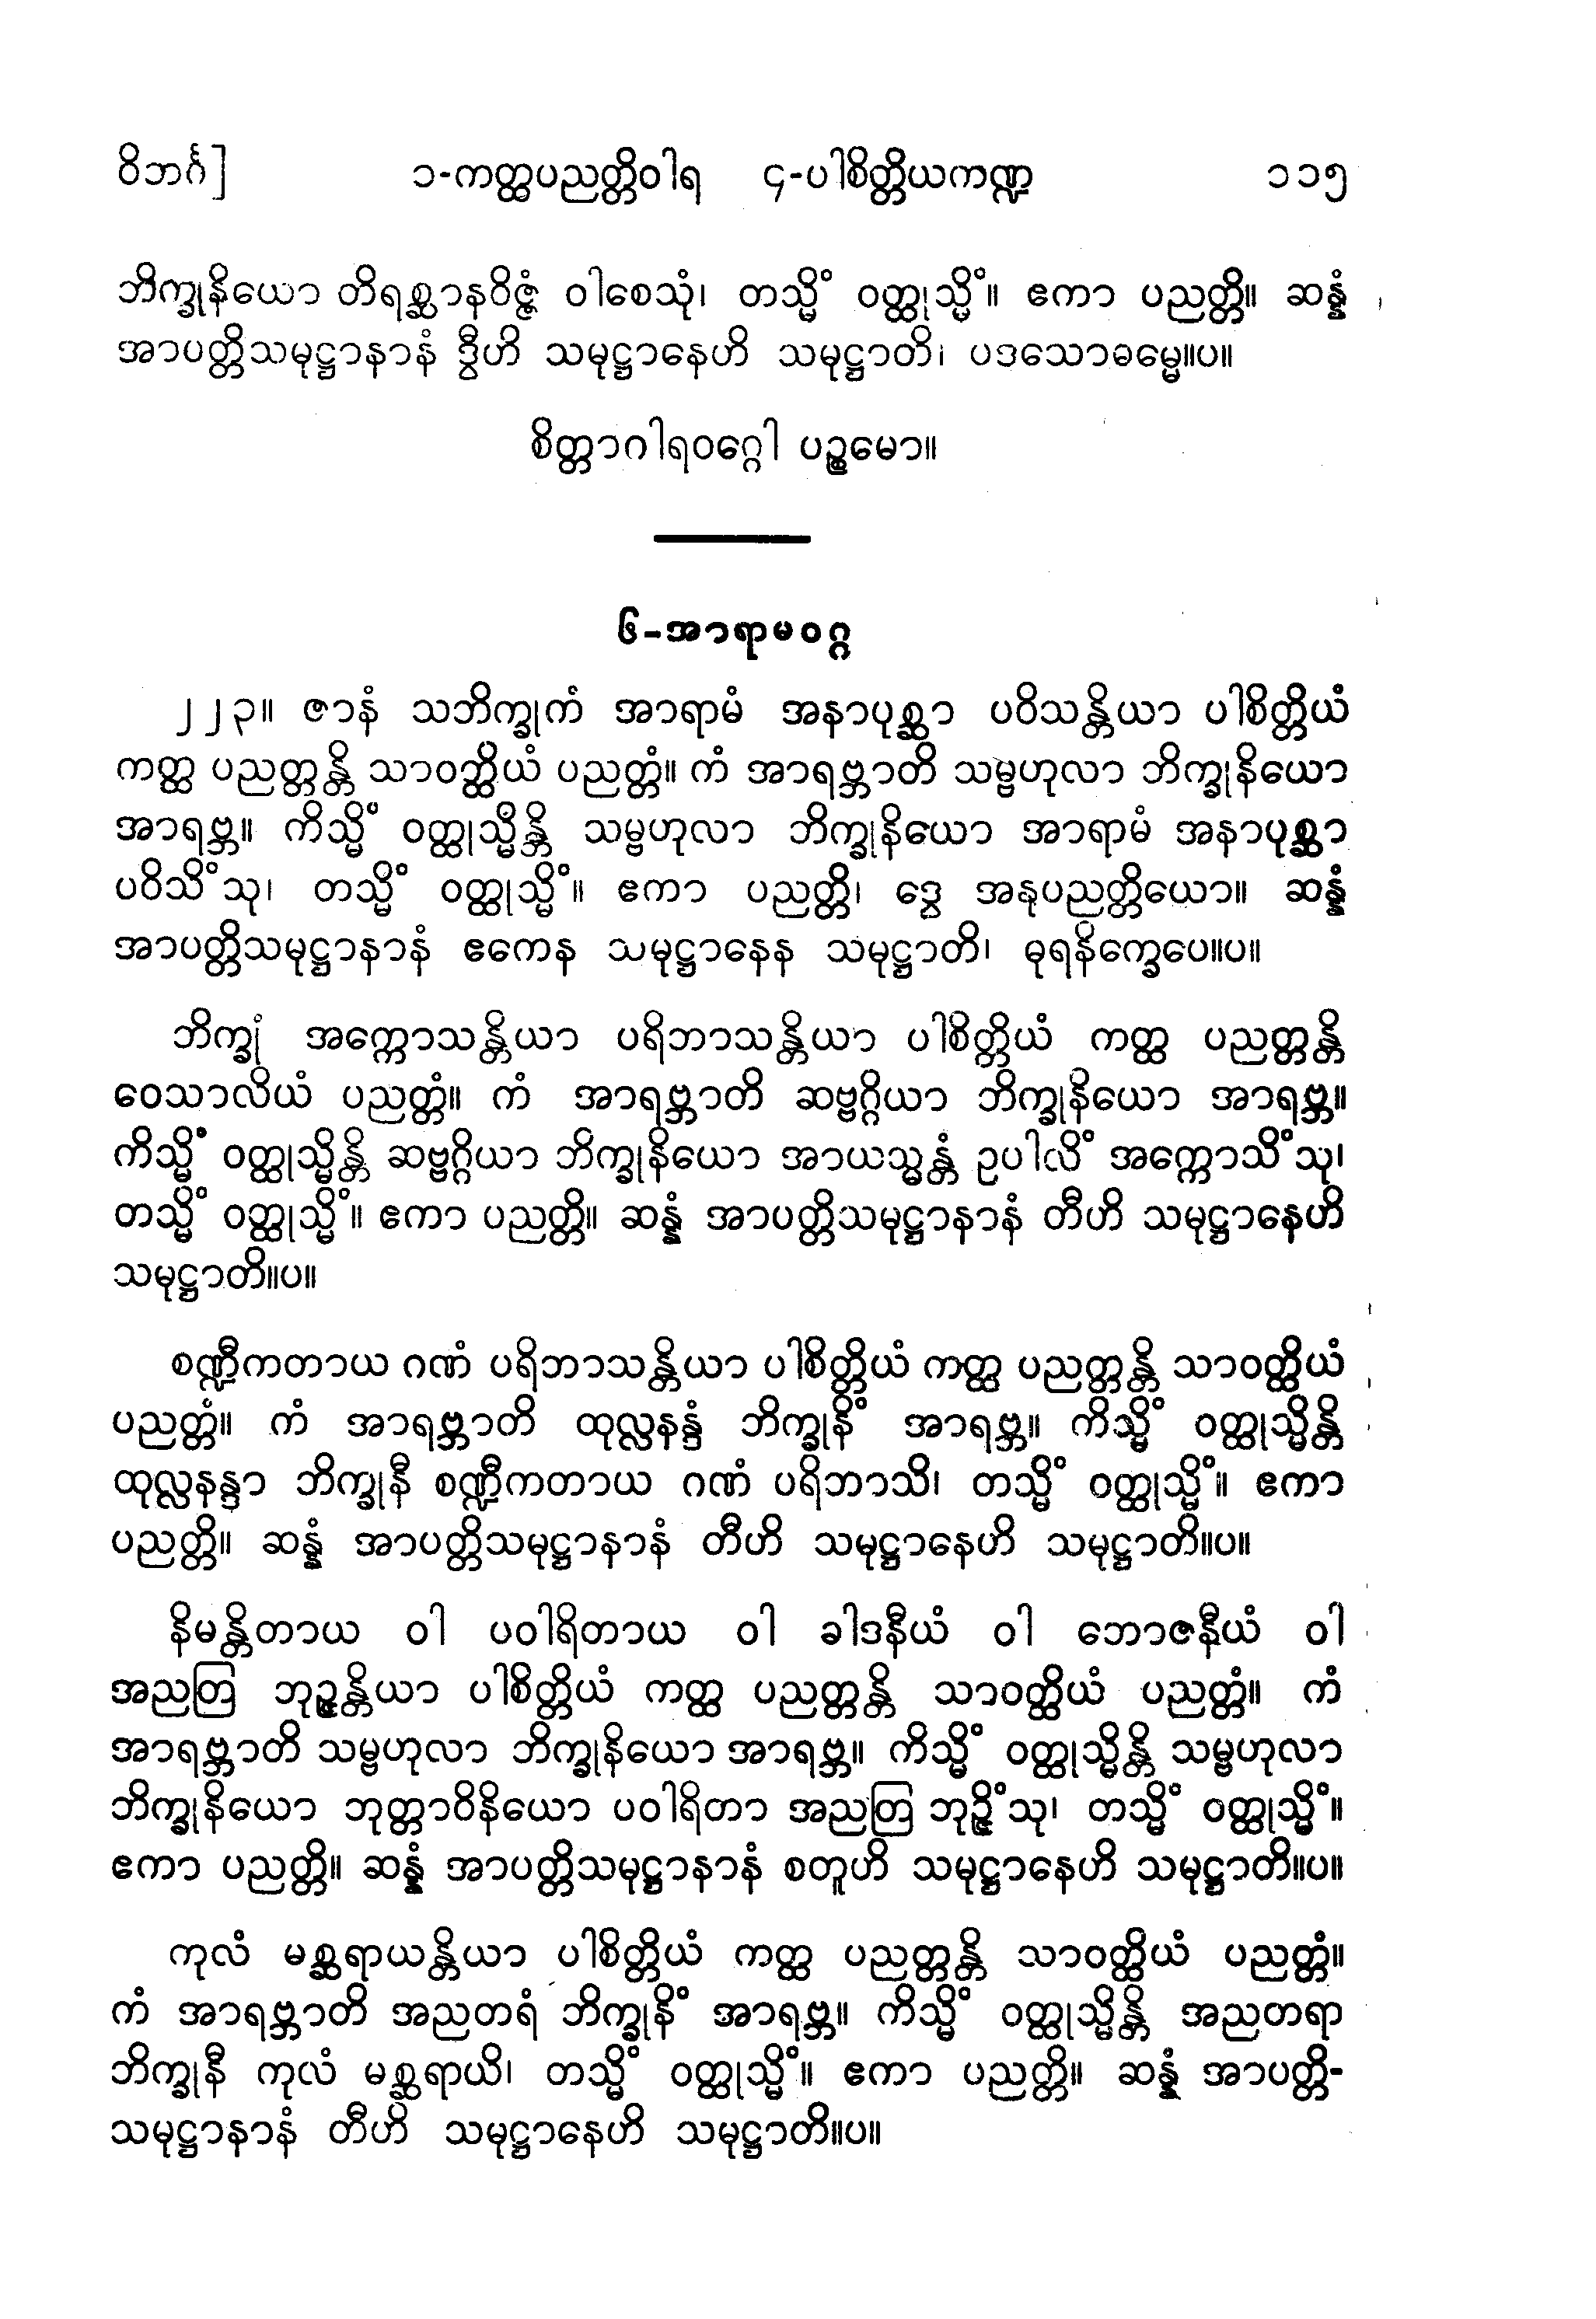 ဝိဘင်္ဂ] ၁-ကတ္ထပညတ္တိဝါရ ၄-ပါစိတ္တိယကဏ္ဍ ၁၁၅
ဘိက္ခုနိယော တိရစ္ဆာနဝိဇ္ဇံ ဝါစေသုံ၊ တသ္မိံ ဝတ္ထုသ္မိံ။ ဧကာ ပညတ္တိ။ ဆန္နံ
အာပတ္တိသမုဋ္ဌာနာနံ ဒွီဟိ သမုဋ္ဌာနေဟိ သမုဋ္ဌာတိ၊ ပဒသောဓမ္မေ။ပ။
စိတ္တာဂါရဝဂ္ဂေါ ပဉ္စမော။
၆-အာရာမဝဂ္ဂ
၂၂၃။ ဇာနံ သဘိက္ခုကံ အာရာမံ အနာပုစ္ဆာ ပဝိသန္တိယာ ပါစိတ္တိယံ
ကတ္ထ ပညတ္တန္တိ သာဝတ္ထိယံ ပညတ္တံ။ ကံ အာရဗ္ဘာတိ သမ္ဗဟုလာ ဘိက္ခုနိယော
အာရဗ္ဘ။ ကိသ္မိံ ဝတ္ထုသ္မိန္တိ သမ္ဗဟုလာ ဘိက္ခုနိယော အာရာမံ အနာပုစ္ဆာ
ပဝိသိံသု၊ တသ္မိံ ဝတ္ထုသ္မိံ။ ဧကာ ပညတ္တိ၊ ဒွေ အနုပညတ္တိယော။ ဆန္နံ
အာပတ္တိသမုဋ္ဌာနာနံ ဧကေန သမုဋ္ဌာနေန သမုဋ္ဌာတိ၊ ဓုရနိက္ခေပေ။ပ။
ဘိက္ခုံ အက္ကောသန္တိယာ ပရိဘာသန္တိယာ ပါစိတ္တိယံ ကတ္ထ ပညတ္တန္တိ
ဝေသာလိယံ ပညတ္တံ။ ကံ အာရဗ္ဘာတိ ဆဗ္ဗဂ္ဂိယာ ဘိက္ခုနိယော အာရဗ္ဘ။
ကိသ္မိံ ဝတ္ထုသ္မိန္တိ ဆဗ္ဗဂ္ဂိယာ ဘိက္ခုနိယော အာယသ္မန္တံ ဥပါလိံ အက္ကောသိံသု၊
တသ္မိံ ဝတ္ထုသ္မိံ။ ဧကာ ပညတ္တိ။ ဆန္နံ အာပတ္တိသမုဋ္ဌာနာနံ တီဟိ သမုဋ္ဌာနေဟိ
သမုဋ္ဌာတိ။ပ။
စဏ္ဍီကတာယ ဂဏံ ပရိဘာသန္တိယာ ပါစိတ္တိယံ ကတ္ထ ပညတ္တန္တိ သာဝတ္ထိယံ
ပညတ္တံ။ ကံ အာရဗ္ဘာတိ ထုလ္လနန္ဒံ ဘိက္ခုနိံ အာရဗ္ဘ။ ကိသ္မိံ ဝတ္ထုသ္မိန္တိ
ထုလ္လနန္ဒာ ဘိက္ခုနီ စဏ္ဍီကတာယ ဂဏံ ပရိဘာသိ၊ တသ္မိံ ဝတ္ထုသ္မိံ။ ဧကာ
ပညတ္တိ။ ဆန္နံ အာပတ္တိသမုဋ္ဌာနာနံ တီဟိ သမုဋ္ဌာနေဟိ သမုဋ္ဌာတိ။ပ။
နိမန္တိတာယ ဝါ ပဝါရိတာယ ဝါ ခါဒနီယံ ဝါ ဘောဇနီယံ ဝါ
အညတြ ဘုဉ္ဇန္တိယာ ပါစိတ္တိယံ ကတ္ထ ပညတ္တန္တိ သာဝတ္ထိယံ ပညတ္တံ။ ကံ
အာရဗ္ဘာတိ သမ္ဗဟုလာ ဘိက္ခုနိယော အာရဗ္ဘ။ ကိသ္မိံ ဝတ္ထုသ္မိန္တိ သမ္ဗဟုလာ
ဘိက္ခုနိယော ဘုတ္တာဝိနိယော ပဝါရိတာ အညတြ ဘုဉ္ဇိံသု၊ တသ္မိံ ဝတ္ထုသ္မိံ။
ဧကာ ပညတ္တိ။ ဆန္နံ အာပတ္တိသမုဋ္ဌာနာနံ စတူဟိ သမုဋ္ဌာနေဟိ သမုဋ္ဌာတိ။ပ။
ကုလံ မစ္ဆရာယန္တိယာ ပါစိတ္တိယံ ကတ္ထ ပညတ္တန္တိ သာဝတ္ထိယံ ပညတ္တံ။
ကံ အာရဗ္ဘာတိ အညတရံ ဘိက္ခုနိံ အာရဗ္ဘ။ ကိသ္မိံ ဝတ္ထုသ္မိန္တိ အညတရာ
ဘိက္ခုနီ ကုလံ မစ္ဆရာယိ၊ တသ္မိံ ဝတ္ထုသ္မိံ။ ဧကာ ပညတ္တိ။ ဆန္နံ အာပတ္တိ-
သမုဋ္ဌာနာနံ တီဟိ သမုဋ္ဌာနေဟိ သမုဋ္ဌာတိ။ပ။